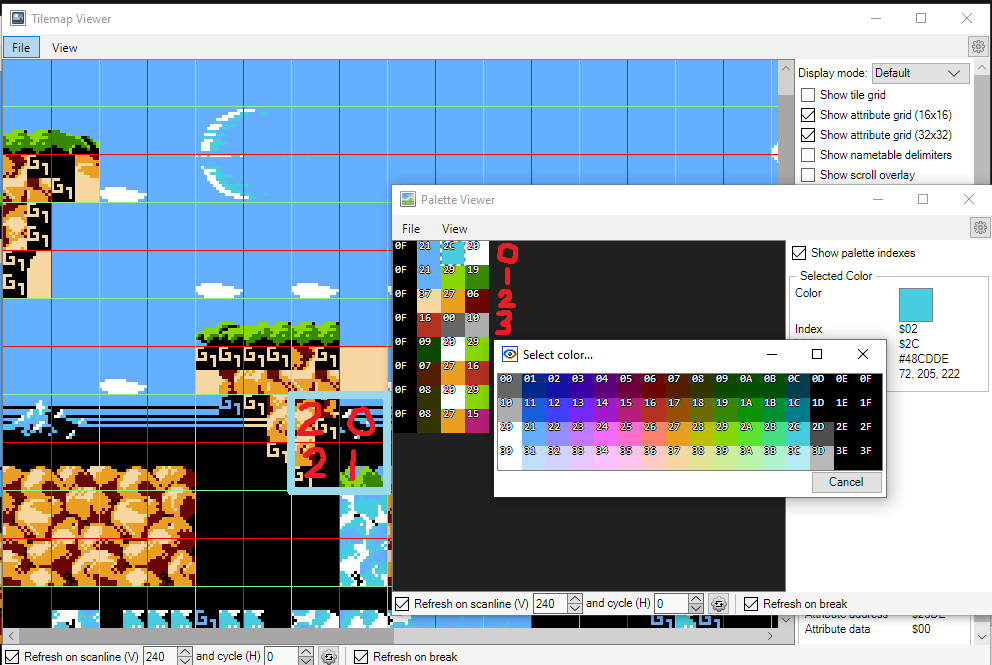 Tilemap Viewer
File View
Display mode: Default
Show tile grid
Show attribute grid (16x16)
Show attribute grid (32x32)
Show nametable delimiters
Show scroll overlay
Palette Viewer
File View
0F 21 2C 20 0
0F 21 29 19 1
0F 37 27 06 2
0F 16 00 10 3
0F 09 20 29
0F 07 27 16
0F 08 20 29
0F 08 27 15
Show palette indexes
Selected Color
Color
Index $02
$2C
#48CDDE
72, 205, 222
Select color...
00 01 02 03 04 05 06 07 08 09 0A 0B 0C 0D 0E 0F
10 11 12 13 14 15 16 17 18 19 1A 1B 1C 1D 1E 1F
20 21 22 23 24 25 26 27 28 29 2A 2B 2C 2D 2E 2F
30 31 32 33 34 35 36 37 38 39 3A 3B 3C 3D 3E 3F
Cancel
2 0
2 1
Refresh on scanline (V) 240 and cycle (H) 0 Refresh on break
Attribute data $00
Refresh on scanline (V) 240 and cycle (H) 0 Refresh on break